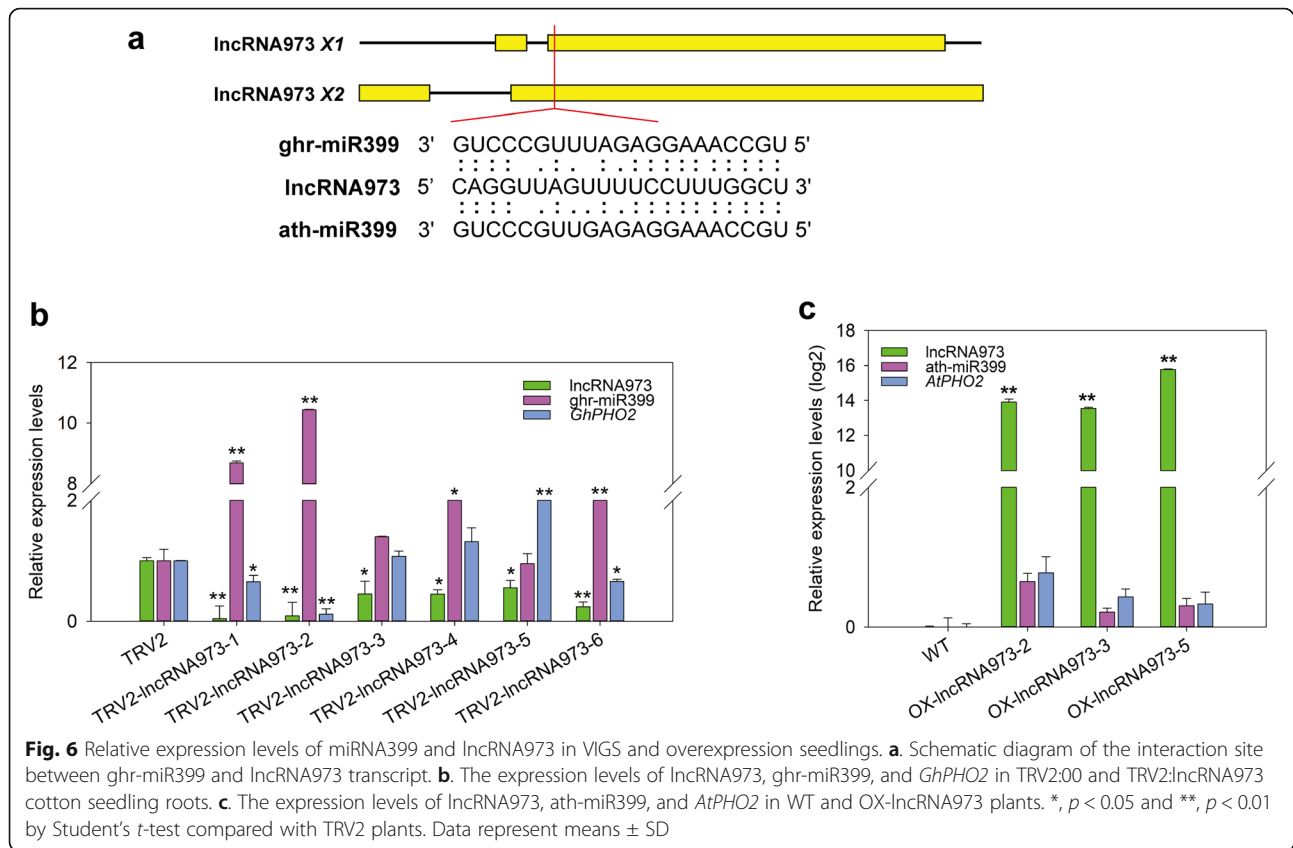 a
lncRNA973 X1
lncRNA973 X2
ghr-miR399 3' GUCCCGUUUAGAGGAAACCGU 5'
: : : : . : . . : : : : : : : : : :
lncRNA973 5' CAGGUUAGUUUUCCUUUGGCU 3'
: : : : . : . . : : : : : : : : : :
ath-miR399 3' GUCCCGUUGAGAGGAAACCGU 5'
b
Relative expression levels
12
10
8
2
0
lncRNA973
ghr-miR399
GhPHO2
** ** *
** ** **
*
* *
* **
** ** *
TRV2
TRV2-lncRNA973-1
TRV2-lncRNA973-2
TRV2-lncRNA973-3
TRV2-lncRNA973-4
TRV2-lncRNA973-5
TRV2-lncRNA973-6
c
Relative expression levels (log2)
18
16
14
12
10
2
0
lncRNA973
ath-miR399
AtPHO2
**
**
**
WT
OX-lncRNA973-2
OX-lncRNA973-3
OX-lncRNA973-5
Fig. 6 Relative expression levels of miRNA399 and lncRNA973 in VIGS and overexpression seedlings. a. Schematic diagram of the interaction site
between ghr-miR399 and lncRNA973 transcript. b. The expression levels of lncRNA973, ghr-miR399, and GhPHO2 in TRV2:00 and TRV2:lncRNA973
cotton seedling roots. c. The expression levels of lncRNA973, ath-miR399, and AtPHO2 in WT and OX-lncRNA973 plants. *, p < 0.05 and **, p < 0.01
by Student's t-test compared with TRV2 plants. Data represent means ± SD